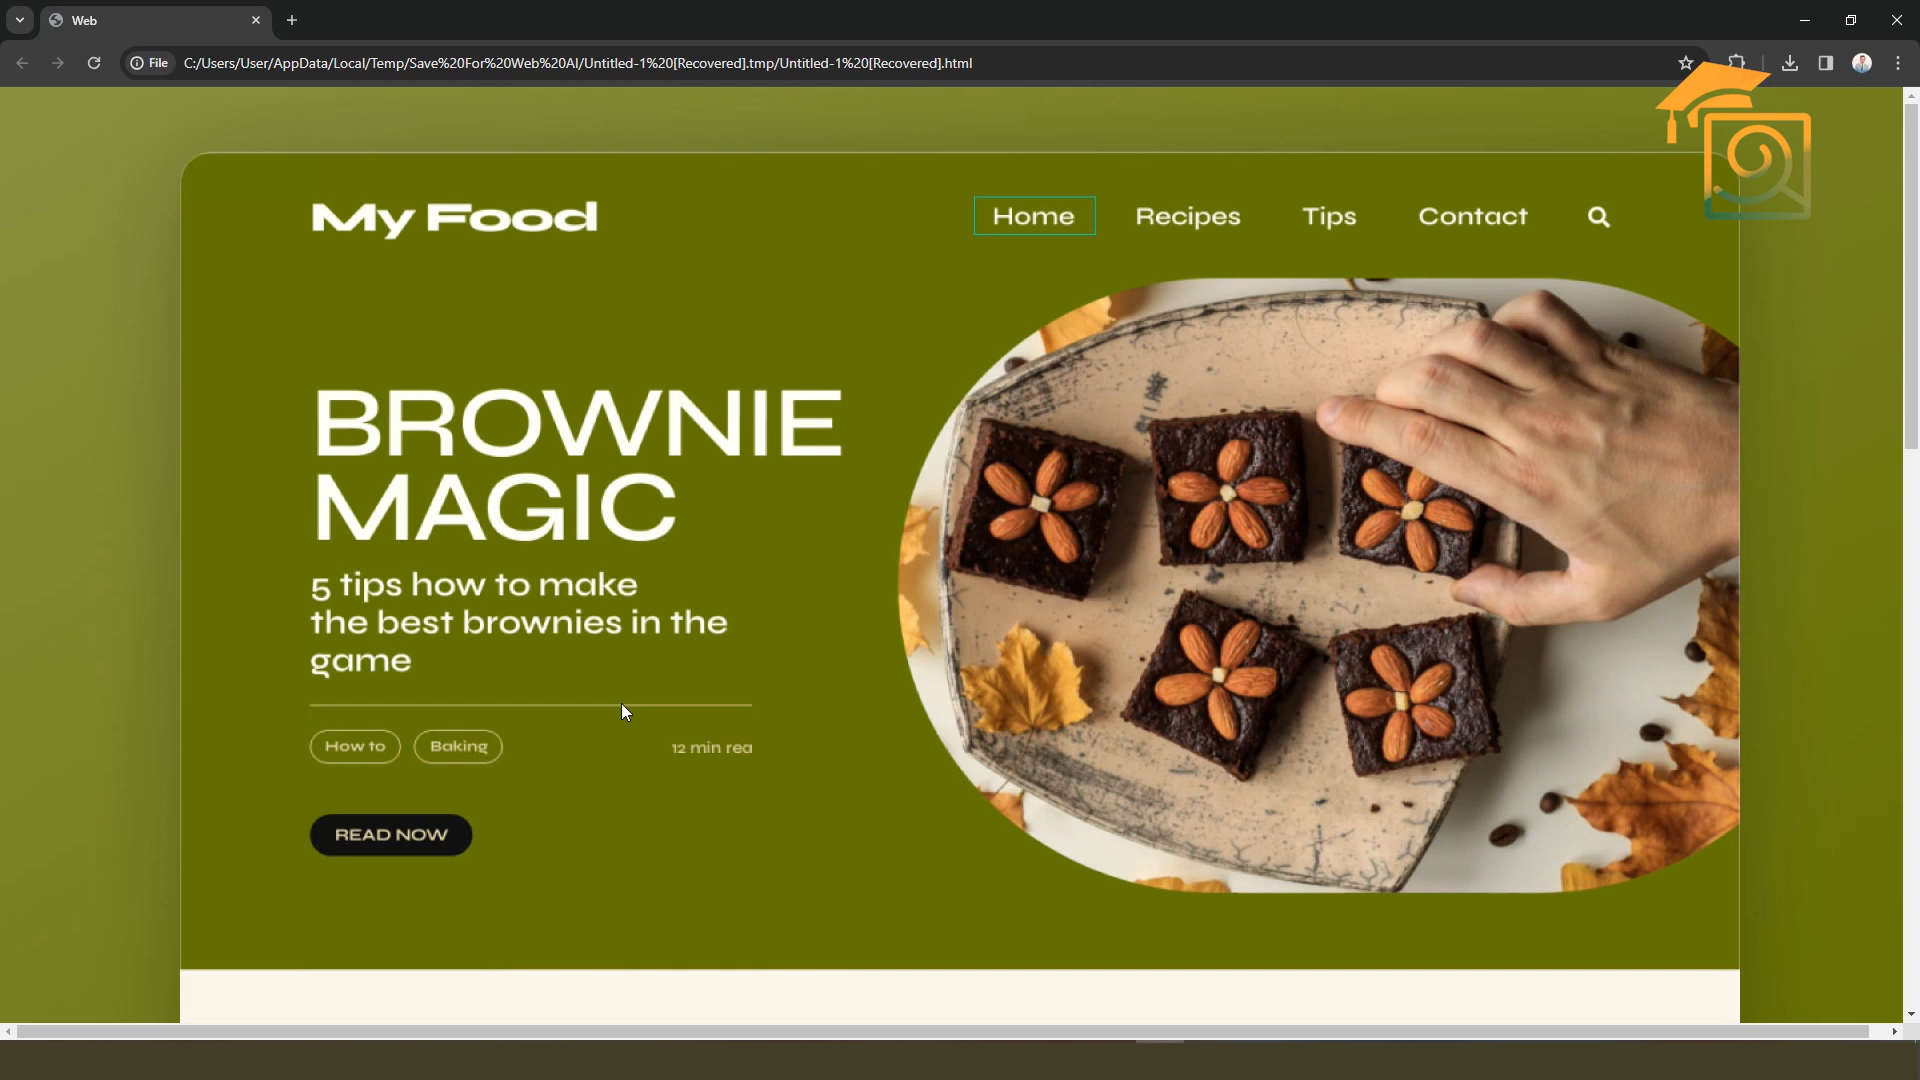 Web
File
C:/Users/User/AppData/Local/Temp/Save%20For%20Web%20AI/Untitled-1%20[Recovered].tmp/Untitled-1%20[Recovered].html
My Food
Home
Recipes
Tips
Contact
BROWNIE
MAGIC
5 tips how to make
the best brownies in the
game
How to
Baking
12 min rea
READ NOW